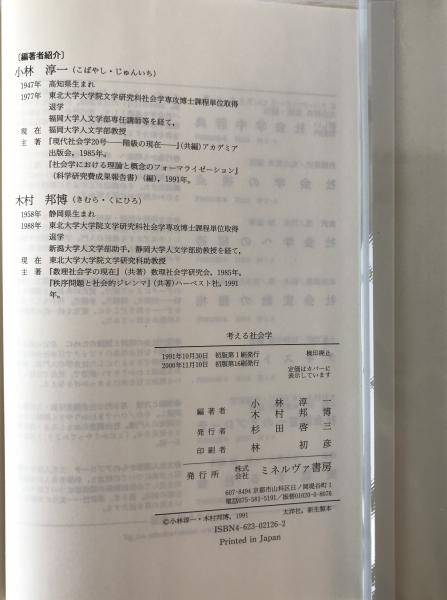 〔編著者紹介〕
小林 淳一(こばやし・じゅんいち)
1947年 高知県生まれ
1977年 東北大学大学院文学研究科社会学専攻博士課程単位取得
退学
福岡大学人文学部専任講師等を経て,
現在 福岡大学人文学部教授
主著 『現代社会学20号——階級の現在——』(共編)アカデミア
出版会,1985年。
『社会学における理論と概念のフォーマライゼーション』
(科学研究費成果報告書)(編),1991年。
木村 邦博(きむら・くにひろ)
1958年 静岡県生まれ
1988年 東北大学大学院文学研究科社会学専攻博士課程単位取得
退学
新潟大学人文学部助手,静岡大学人文学部助教授を経て,
現在 東北大学大学院文学研究科助教授
主著 『数理社会学の現在』(共著)数理社会学研究会,1985年。
『秩序問題と社会的ジレンマ』(共著)ハーベスト社,1991
年。
考える社会学
1991年10月30日 初版第1刷発行 検印廃止
2000年11月10日 初版第16刷発行 定価はカバーに
表示しています
編著者 小林淳一
木村邦博
発行者 杉田啓三
印刷者 林初彦
発行所 株式会社 ミネルヴァ書房
607-8494 京都市山科区日ノ岡堤谷町1
電話075-581-5191/振替01020-0-8076
©小林淳一・木村邦博,1991 太洋社,新生製本
ISBN4-623-02126-2
Printed in Japan